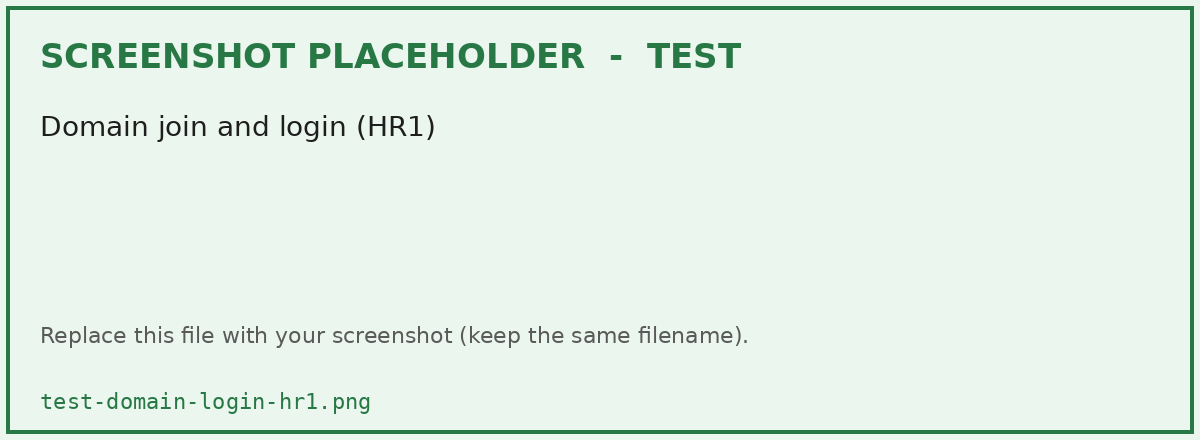 SCREENSHOT PLACEHOLDER - TEST
Domain join and login (HR1)
Replace this file with your screenshot (keep the same filename).
test-domain-login-hr1.png